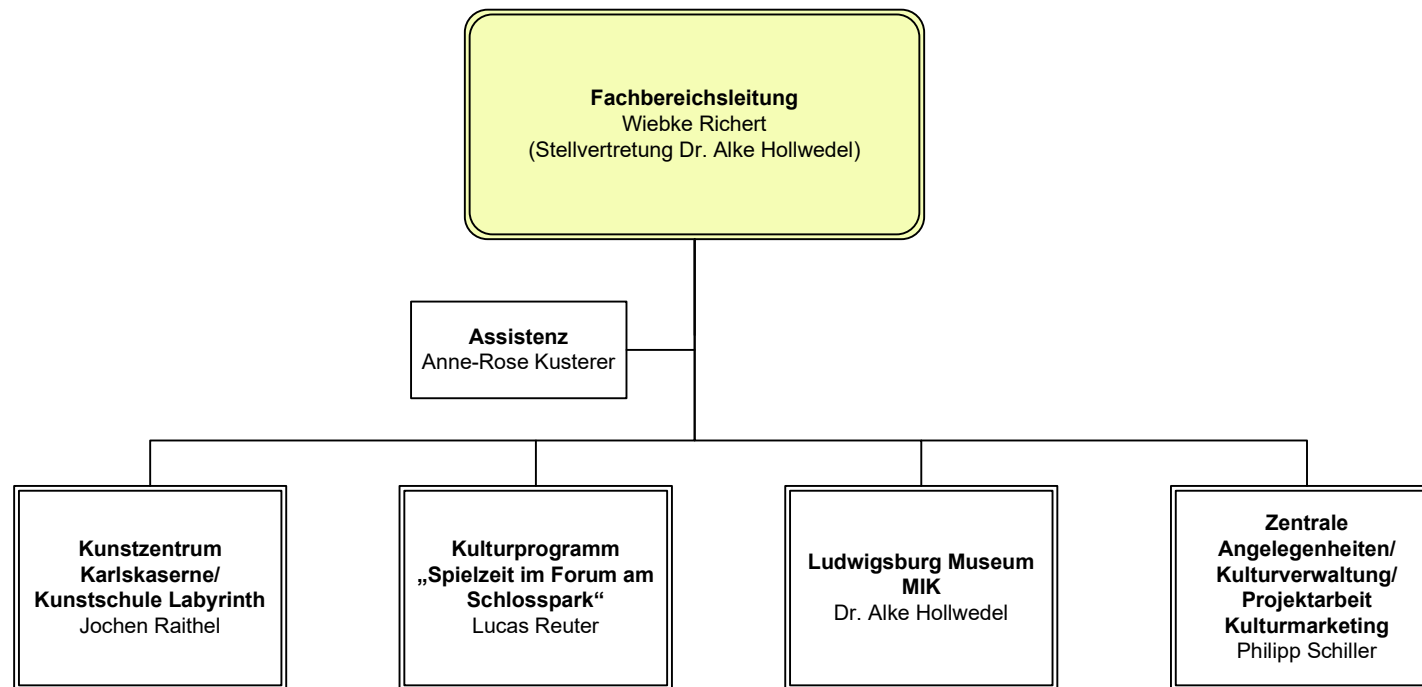 Fachbereichsleitung
Wiebke Richert
(Stellvertretung Dr. Alke Hollwedel)
Assistenz
Anne-Rose Kusterer
Kunstzentrum
Karlskaserne/
Kunstschule Labyrinth
Jochen Raithel
Kulturprogramm
„Spielzeit im Forum am
Schlosspark“
Lucas Reuter
Ludwigsburg Museum
MIK
Dr. Alke Hollwedel
Zentrale
Angelegenheiten/
Kulturverwaltung/
Projektarbeit
Kulturmarketing
Philipp Schiller